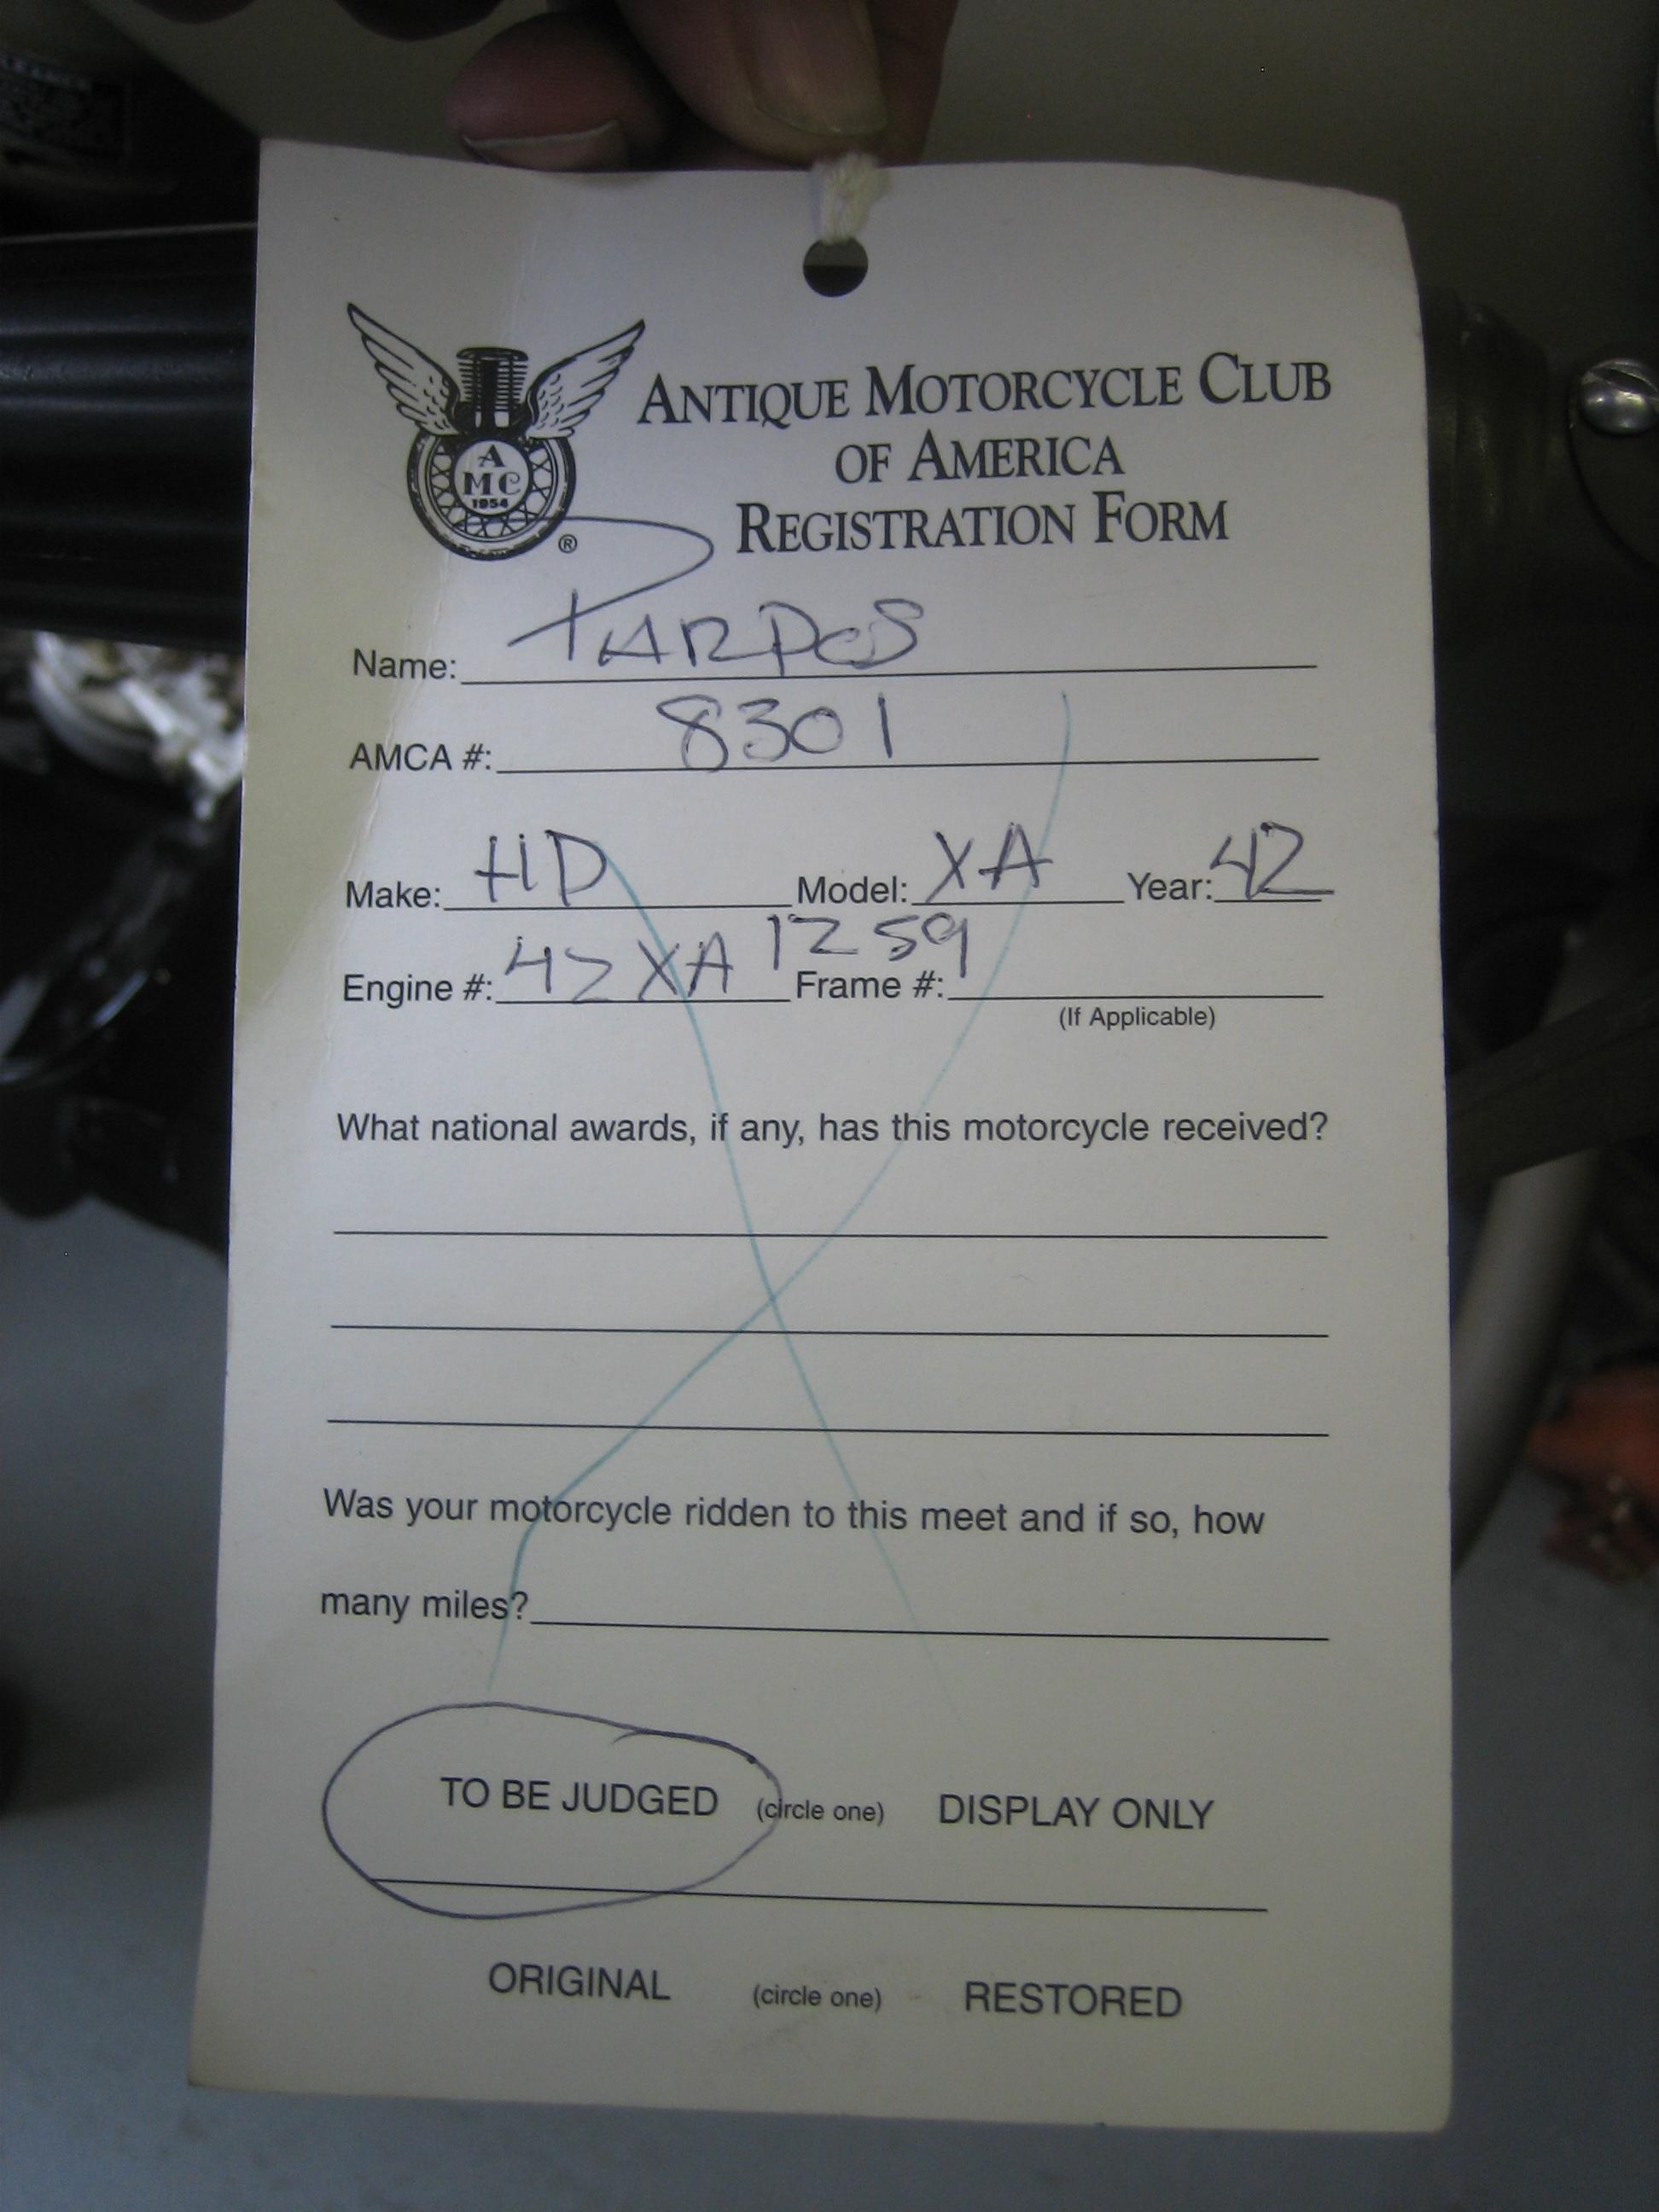 A
MC
1954
®
ANTIQUE MOTORCYCLE CLUB
OF AMERICA
REGISTRATION FORM
Name:
AMCA #: 8301
Make: HD Model: XA Year: 42
Engine #: 42 XA 1259 Frame #:
(If Applicable)
What national awards, if any, has this motorcycle received?
Was your motorcycle ridden to this meet and if so, how
many miles?
TO BE JUDGED (circle one) DISPLAY ONLY
ORIGINAL (circle one) RESTORED